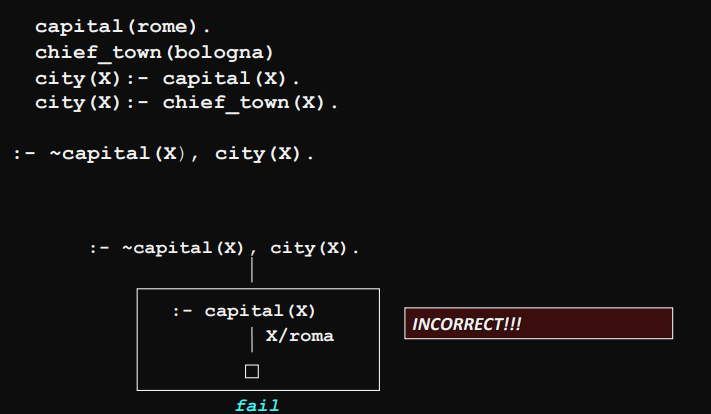 capital(rome).
chief_town(bologna)
city(X):- capital(X).
city(X):- chief_town(X).
:- ~capital(X), city(X).
:- ~capital(X), city(X).
:- capital(X)
INCORRECT!!!
X/roma
fail